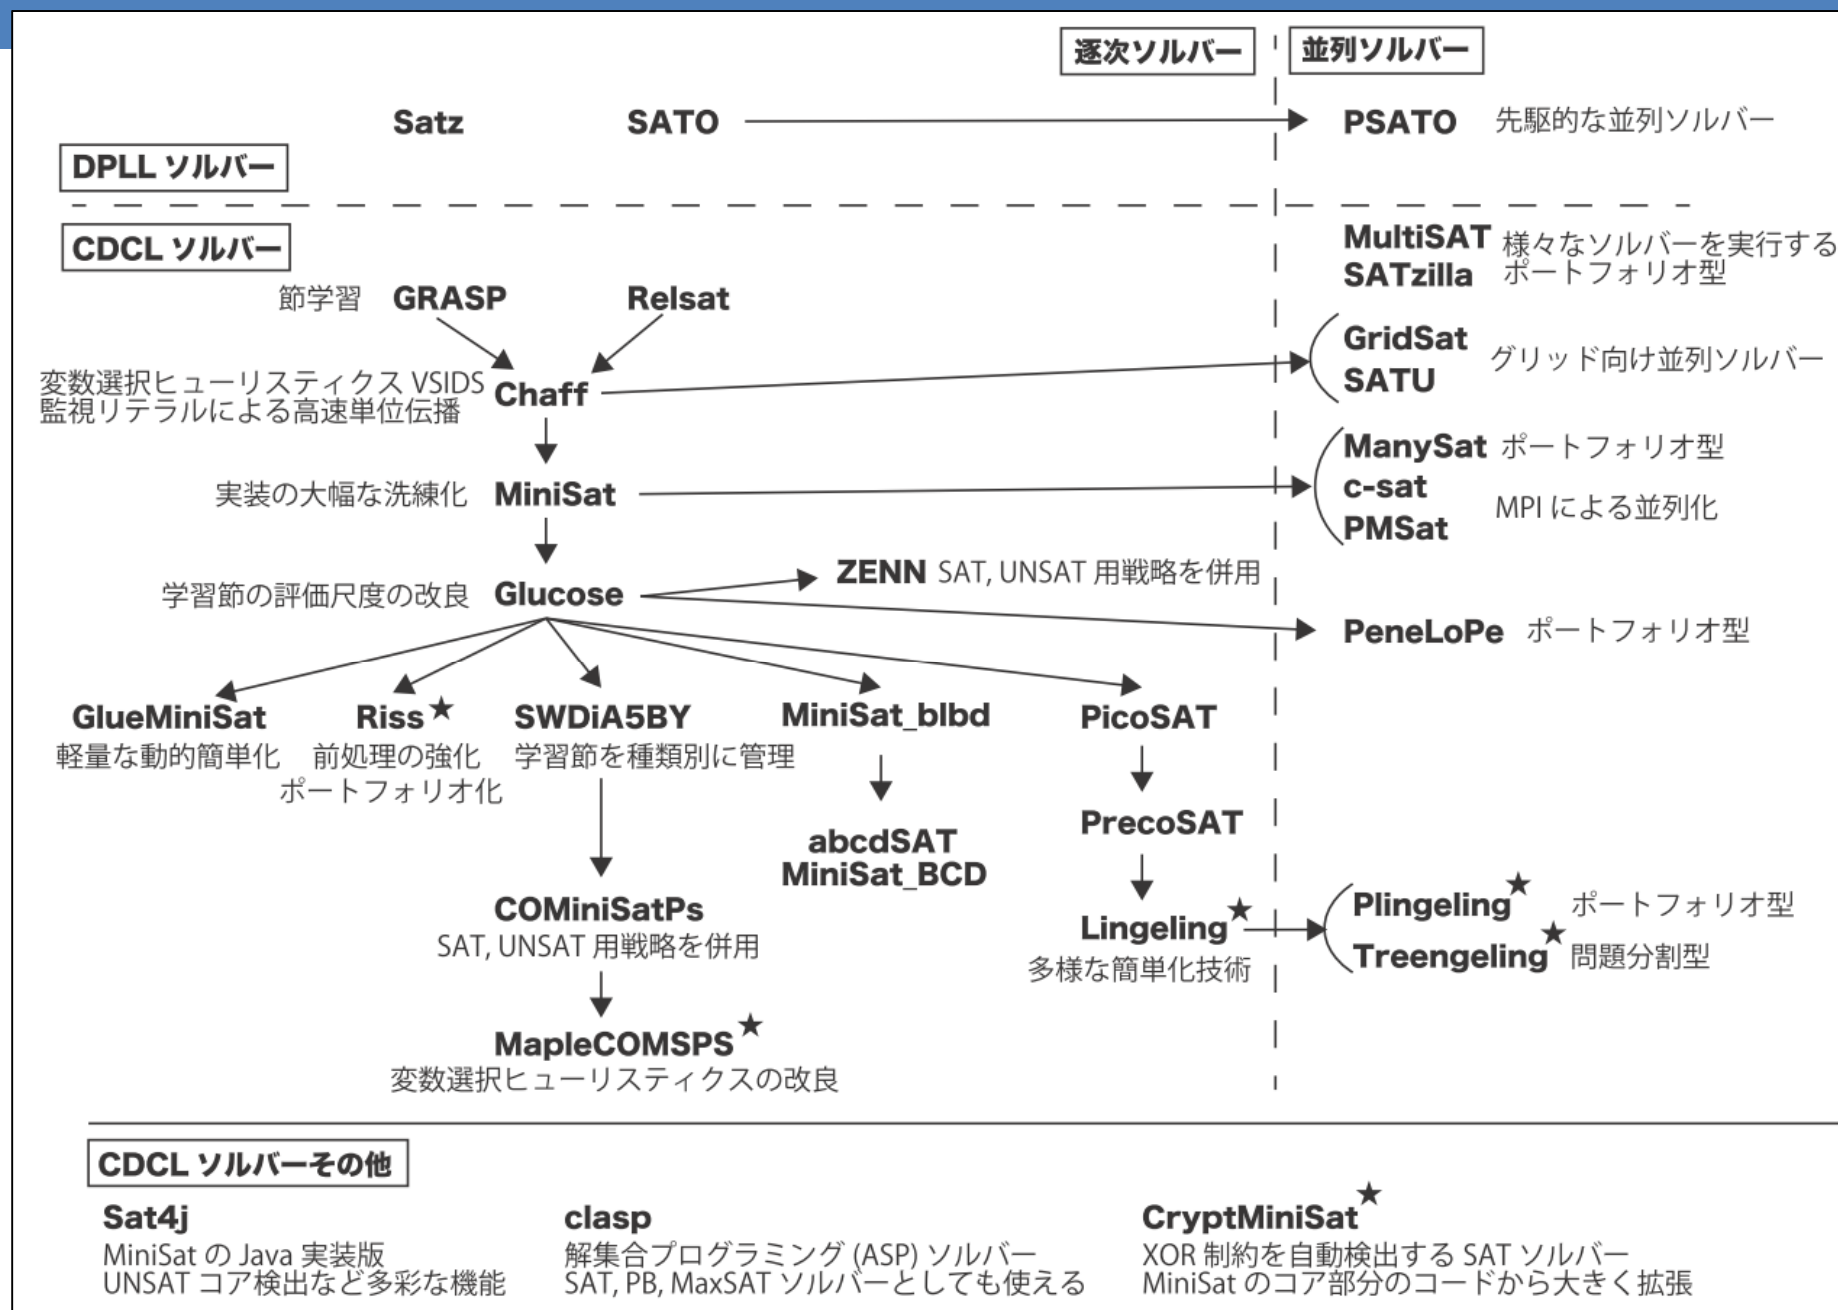 逐次ソルバー
並列ソルバー
Satz
SATO
PSATO 先駆的な並列ソルバー
DPLL ソルバー
CDCL ソルバー
MultiSAT 様々なソルバーを実行する
SATzilla ポートフォリオ型
節学習 GRASP
Relsat
GridSat
SATU
グリッド向け並列ソルバー
変数選択ヒューリスティクス VSIDS
監視リテラルによる高速単位伝播
Chaff
ManySat ポートフォリオ型
c-sat
PMSat
MPI による並列化
実装の大幅な洗練化 MiniSat
ZENN SAT, UNSAT 用戦略を併用
学習節の評価尺度の改良 Glucose
PeneLoPe ポートフォリオ型
GlueMiniSat
軽量な動的簡単化
Riss★
前処理の強化
ポートフォリオ化
SWDiA5BY
学習節を種類別に管理
MiniSat_blbd
PicoSAT
abcdSAT
MiniSat_BCD
PrecoSAT
COMiniSatPs
SAT, UNSAT 用戦略を併用
Lingeling★
多様な簡単化技術
Plingeling★ ポートフォリオ型
Treengeling★ 問題分割型
MapleCOMSPS★
変数選択ヒューリスティクスの改良
CDCL ソルバーその他
Sat4j
MiniSat の Java 実装版
UNSAT コア検出など多彩な機能
clasp
解集合プログラミング (ASP) ソルバー
SAT, PB, MaxSAT ソルバーとしても使える
CryptMiniSat★
XOR 制約を自動検出する SAT ソルバー
MiniSat のコア部分のコードから大きく拡張